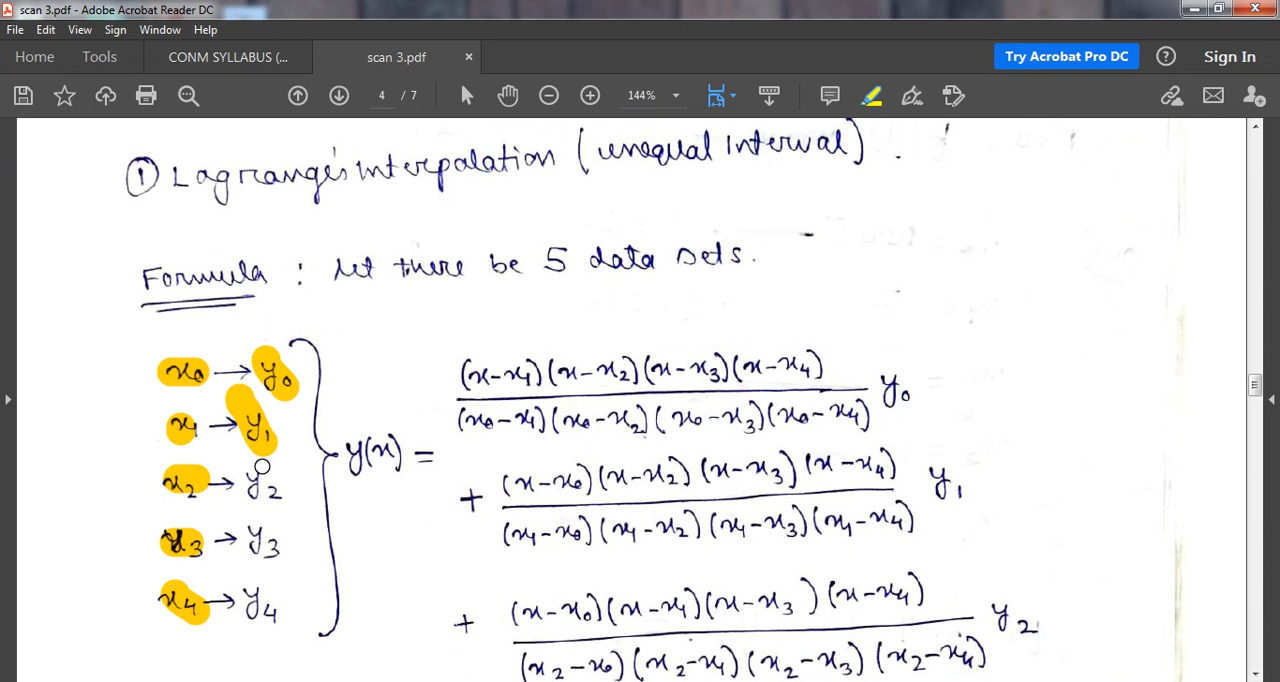 scan 3.pdf - Adobe Acrobat Reader DC
File Edit View Sign Window Help
Home Tools CONM SYLLABUS (... scan 3.pdf × Try Acrobat Pro DC ? Sign In
4 / 7 144%
① Lagrange's interpalation (unequal interval).
Formula : let there be 5 data sets.
x₀ → y₀
x₁ → y₁
x₂ → y₂
x₃ → y₃
x₄ → y₄
y(x) =
(x-x₁)(x-x₂)(x-x₃)(x-x₄)
(x₀-x₁)(x₀-x₂)(x₀-x₃)(x₀-x₄) y₀
+ (x-x₀)(x-x₂)(x-x₃)(x-x₄)
(x₁-x₀)(x₁-x₂)(x₁-x₃)(x₁-x₄) y₁
+ (x-x₀)(x-x₁)(x-x₃)(x-x₄)
(x₂-x₀)(x₂-x₁)(x₂-x₃)(x₂-x₄) y₂